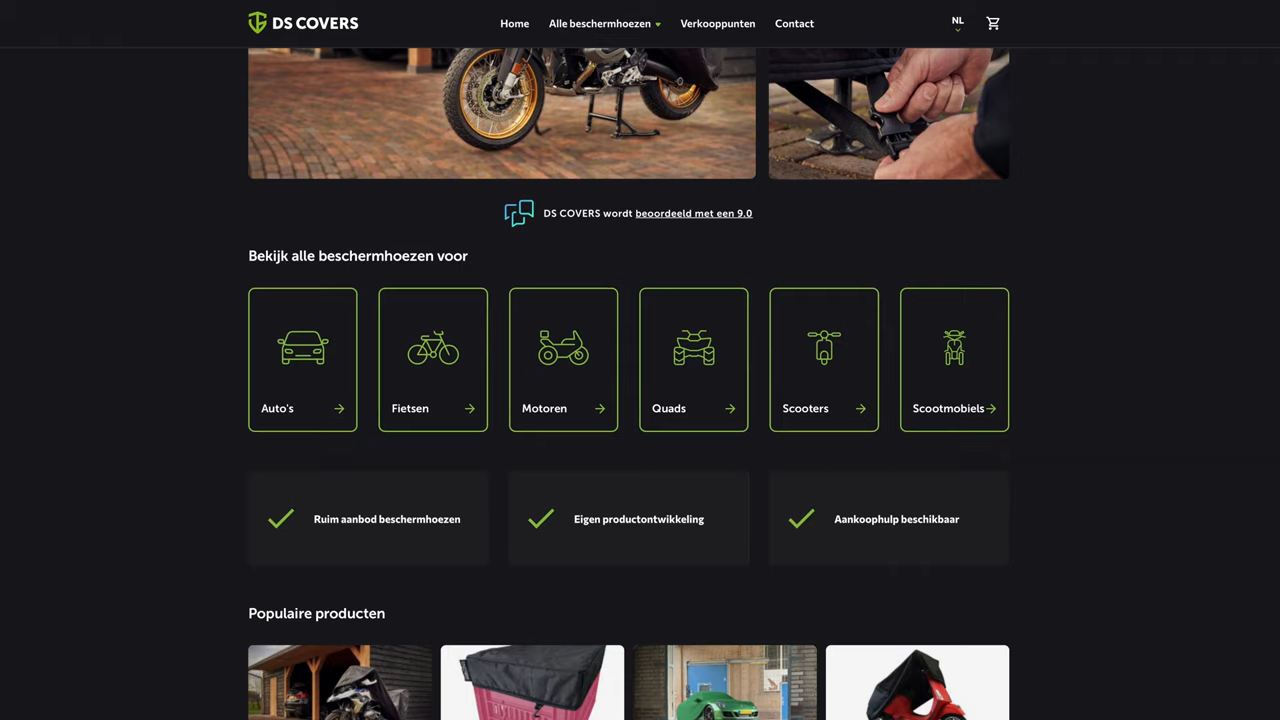 DS COVERS
Home
Alle beschermhoezen
Verkooppunten
Contact
NL
DS COVERS wordt beoordeeld met een 9.0
Bekijk alle beschermhoezen voor
Auto's
Fietsen
Motoren
Quads
Scooters
Scootmobiels
Ruim aanbod beschermhoezen
Eigen productontwikkeling
Aankoophulp beschikbaar
Populaire producten